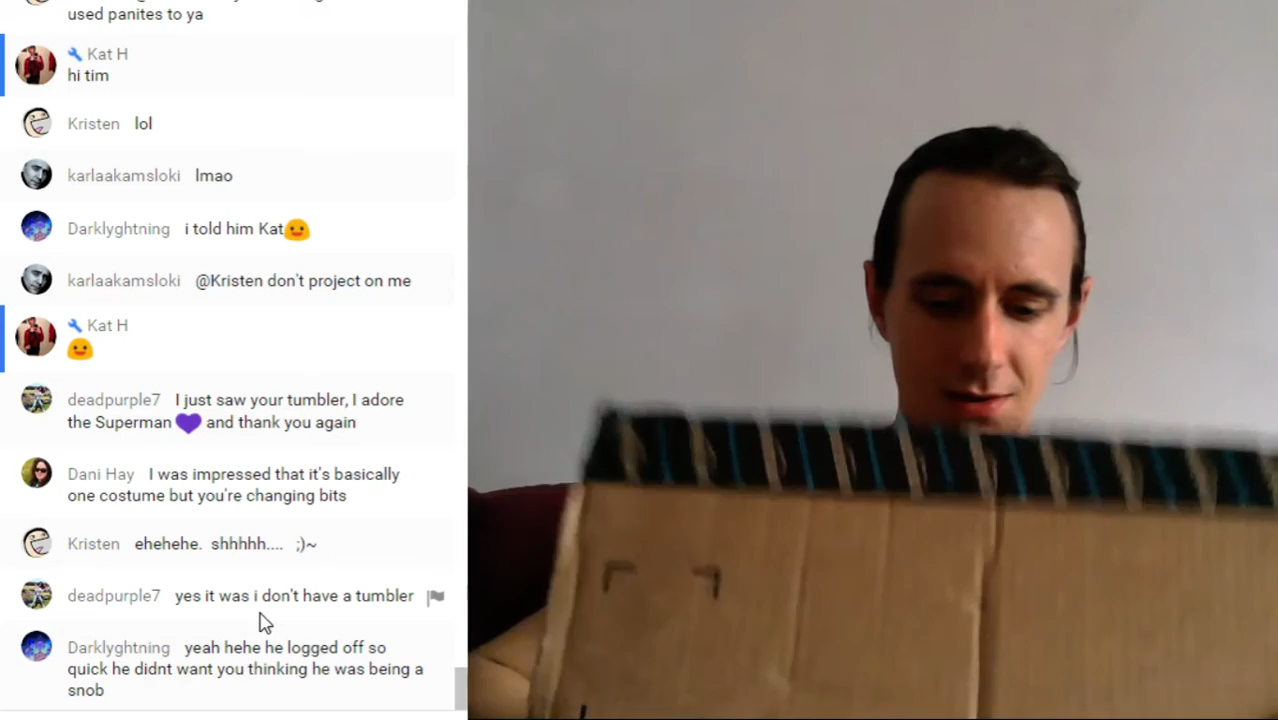 used panites to ya
Kat H
hi tim
Kristen lol
karlaakamsloki lmao
Darklyghtning i told him Kat
karlaakamsloki @Kristen don't project on me
Kat H
deadpurple7 I just saw your tumbler, I adore
the Superman 💜 and thank you again
Dani Hay I was impressed that it's basically
one costume but you're changing bits
Kristen ehehehe. shhhhh.... ;)~
deadpurple7 yes it was i don't have a tumbler
Darklyghtning yeah hehe he logged off so
quick he didnt want you thinking he was being a
snob